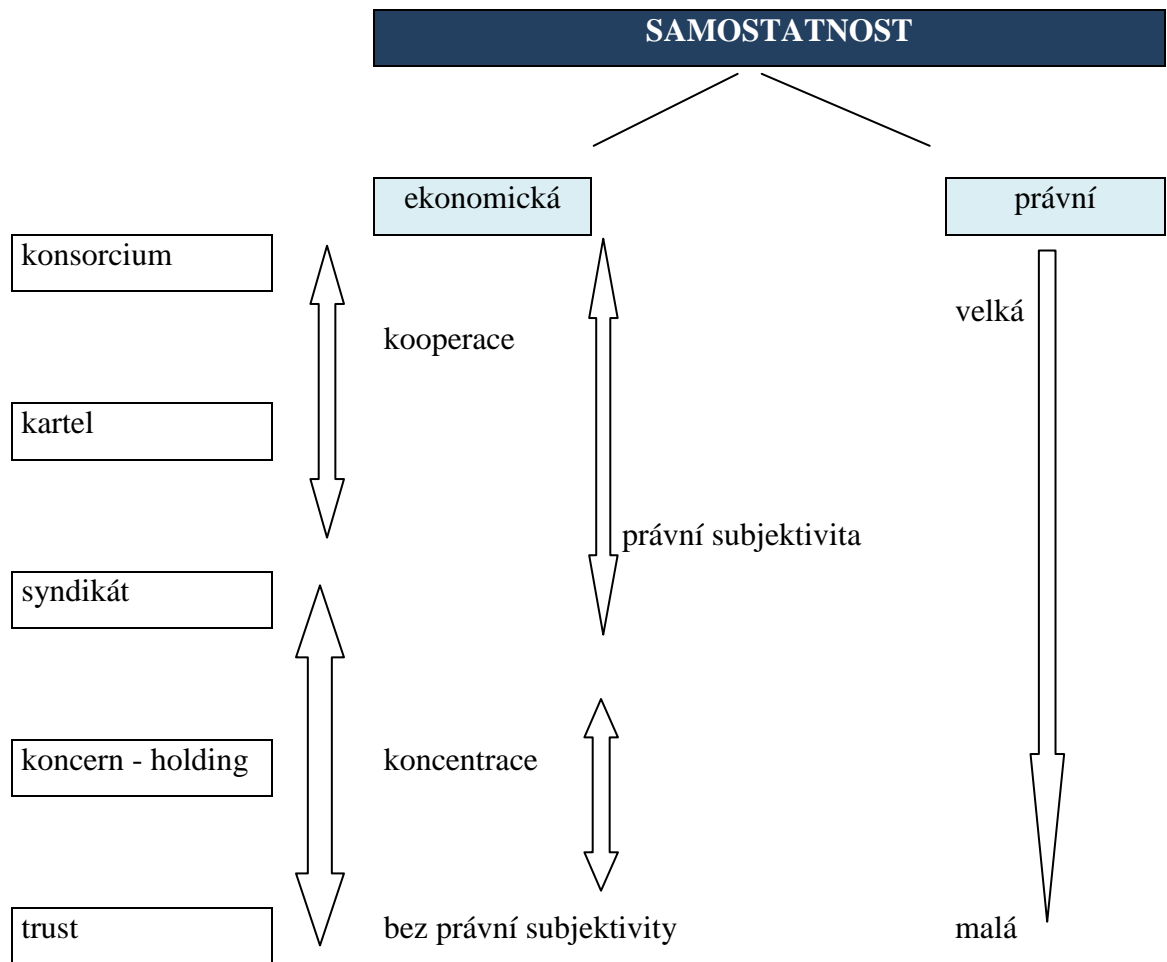 SAMOSTATNOST
ekonomická
právní
konsorcium
velká
kooperace
kartel
právní subjektivita
syndikát
koncern - holding
koncentrace
trust
bez právní subjektivity
malá